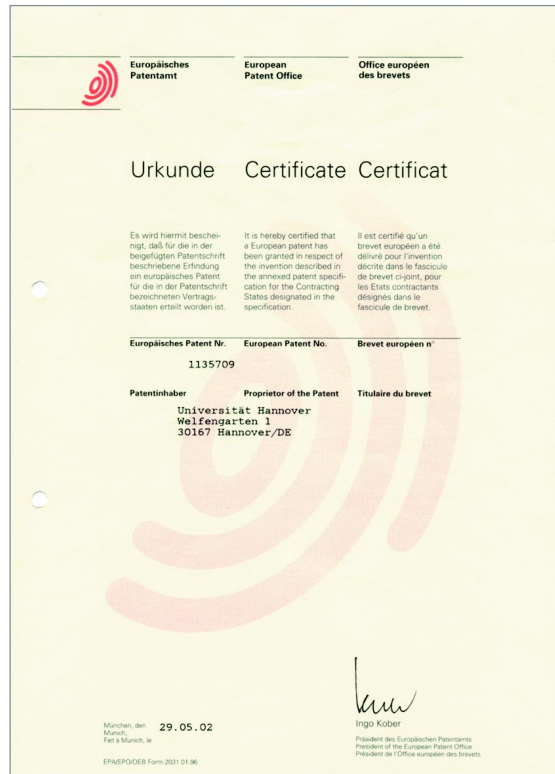 Europäisches
Patentamt
European
Patent Office
Office européen
des brevets
Urkunde
Certificate
Certificat
Es wird hiermit beschei-
nigt, daß für die in der
beigefügten Patentschrift
beschriebene Erfindung
ein europäisches Patent
für die in der Patentschrift
bezeichneten Vertrags-
staaten erteilt worden ist.
It is hereby certified that
a European patent has
been granted in respect of
the invention described in
the annexed patent specifi-
cation for the Contracting
States designated in the
specification.
Il est certifié qu'un
brevet européen a été
délivré pour l'invention
décrite dans le fascicule
de brevet ci-joint, pour
les Etats contractants
désignés dans le
fascicule de brevet.
Europäisches Patent Nr.
European Patent No.
Brevet européen n°
1135709
Patentinhaber
Proprietor of the Patent
Titulaire du brevet
Universität Hannover
Welfengarten 1
30167 Hannover/DE
München, den
Munich,
Fait à Munich, le
29.05.02
Ingo Kober
Präsident des Europäischen Patentamts
President of the European Patent Office
Président de l'Office européen des brevets
EPA/EPO/OEB Form 2031 01.96